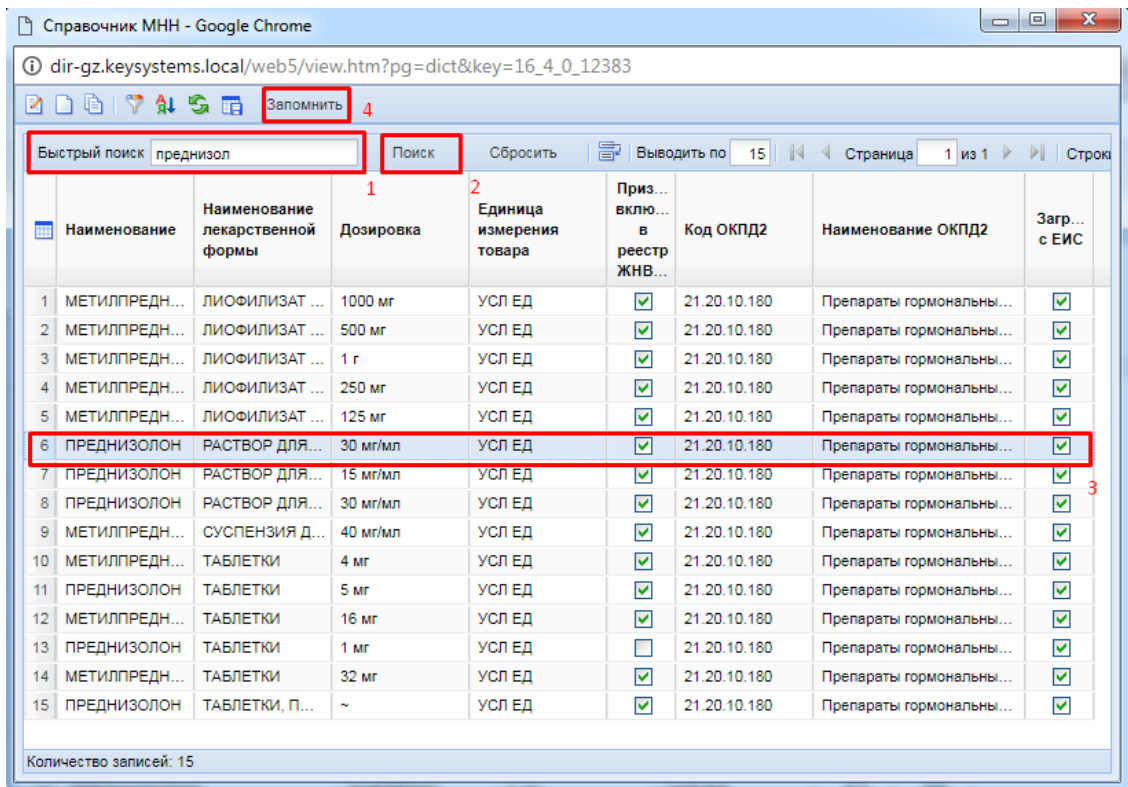 Справочник МНН - Google Chrome
dir-gz.keysystems.local/web5/view.htm?pg=dict&key=16_4_0_12383
Запомнить 4
Быстрый поиск преднизол Поиск Сбросить Выводить по 15 Страница 1 из 1 Строки
1 2
Наименование Наименование лекарственной формы Дозировка Единица измерения товара Приз... вклю... в реестр ЖНВ... Код ОКПД2 Наименование ОКПД2 Загр... с ЕИС
1 МЕТИЛПРЕДН... ЛИОФИЛИЗАТ ... 1000 мг УСЛ ЕД 21.20.10.180 Препараты гормональны...
2 МЕТИЛПРЕДН... ЛИОФИЛИЗАТ ... 500 мг УСЛ ЕД 21.20.10.180 Препараты гормональны...
3 МЕТИЛПРЕДН... ЛИОФИЛИЗАТ ... 1 г УСЛ ЕД 21.20.10.180 Препараты гормональны...
4 МЕТИЛПРЕДН... ЛИОФИЛИЗАТ ... 250 мг УСЛ ЕД 21.20.10.180 Препараты гормональны...
5 МЕТИЛПРЕДН... ЛИОФИЛИЗАТ ... 125 мг УСЛ ЕД 21.20.10.180 Препараты гормональны...
6 ПРЕДНИЗОЛОН РАСТВОР ДЛЯ... 30 мг/мл УСЛ ЕД 21.20.10.180 Препараты гормональны...
7 ПРЕДНИЗОЛОН РАСТВОР ДЛЯ... 15 мг/мл УСЛ ЕД 21.20.10.180 Препараты гормональны...
3
8 ПРЕДНИЗОЛОН РАСТВОР ДЛЯ... 30 мг/мл УСЛ ЕД 21.20.10.180 Препараты гормональны...
9 МЕТИЛПРЕДН... СУСПЕНЗИЯ Д... 40 мг/мл УСЛ ЕД 21.20.10.180 Препараты гормональны...
10 МЕТИЛПРЕДН... ТАБЛЕТКИ 4 мг УСЛ ЕД 21.20.10.180 Препараты гормональны...
11 ПРЕДНИЗОЛОН ТАБЛЕТКИ 5 мг УСЛ ЕД 21.20.10.180 Препараты гормональны...
12 МЕТИЛПРЕДН... ТАБЛЕТКИ 16 мг УСЛ ЕД 21.20.10.180 Препараты гормональны...
13 ПРЕДНИЗОЛОН ТАБЛЕТКИ 1 мг УСЛ ЕД 21.20.10.180 Препараты гормональны...
14 МЕТИЛПРЕДН... ТАБЛЕТКИ 32 мг УСЛ ЕД 21.20.10.180 Препараты гормональны...
15 ПРЕДНИЗОЛОН ТАБЛЕТКИ, П... ~ УСЛ ЕД 21.20.10.180 Препараты гормональны...
Количество записей: 15